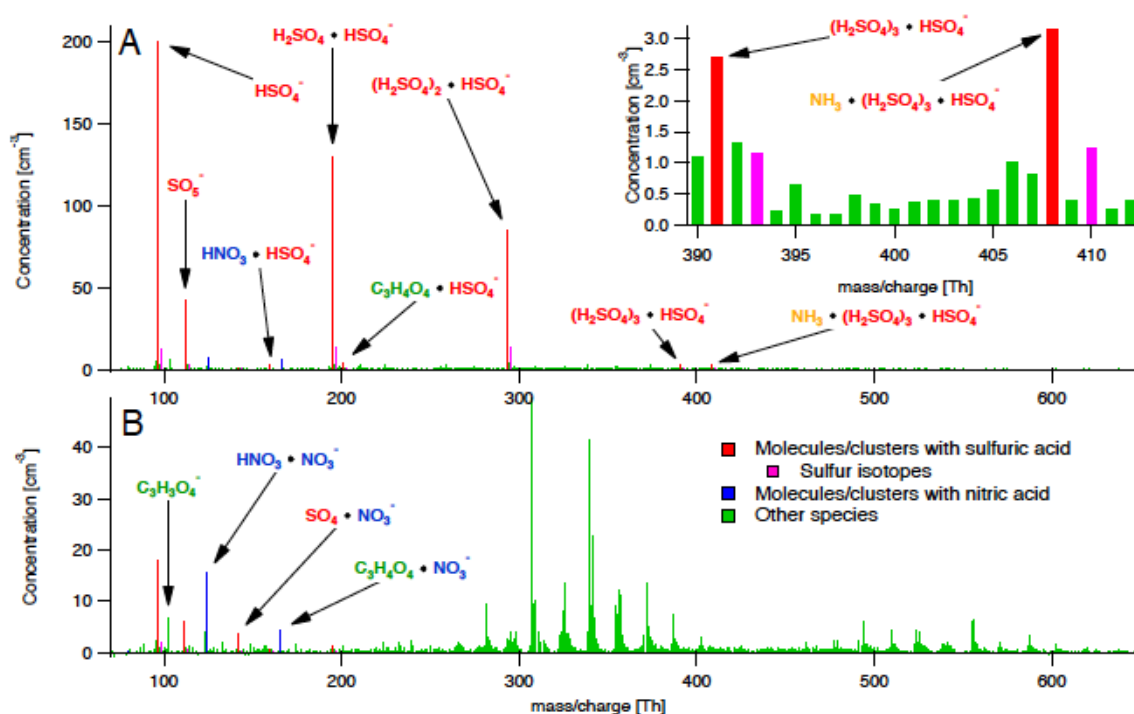 A
Concentration [cm⁻³]
200
150
100
50
0
HSO₄⁻
SO₅⁻
H₂SO₄ • HSO₄⁻
HNO₃ • HSO₄⁻
(H₂SO₄)₂ • HSO₄⁻
C₃H₄O₄ • HSO₄⁻
(H₂SO₄)₃ • HSO₄⁻
NH₃ • (H₂SO₄)₃ • HSO₄⁻
100 200 300 400 500 600
Concentration [cm⁻³]
3.0
2.5
2.0
1.5
1.0
0.5
0.0
(H₂SO₄)₃ • HSO₄⁻
NH₃ • (H₂SO₄)₃ • HSO₄⁻
390 395 400 405 410
mass/charge [Th]
B
Concentration [cm⁻³]
40
30
20
10
0
C₃H₃O₄⁻
HNO₃ • NO₃⁻
SO₄ • NO₃⁻
C₃H₄O₄ • NO₃⁻
Molecules/clusters with sulfuric acid
Sulfur isotopes
Molecules/clusters with nitric acid
Other species
100 200 300 400 500 600
mass/charge [Th]